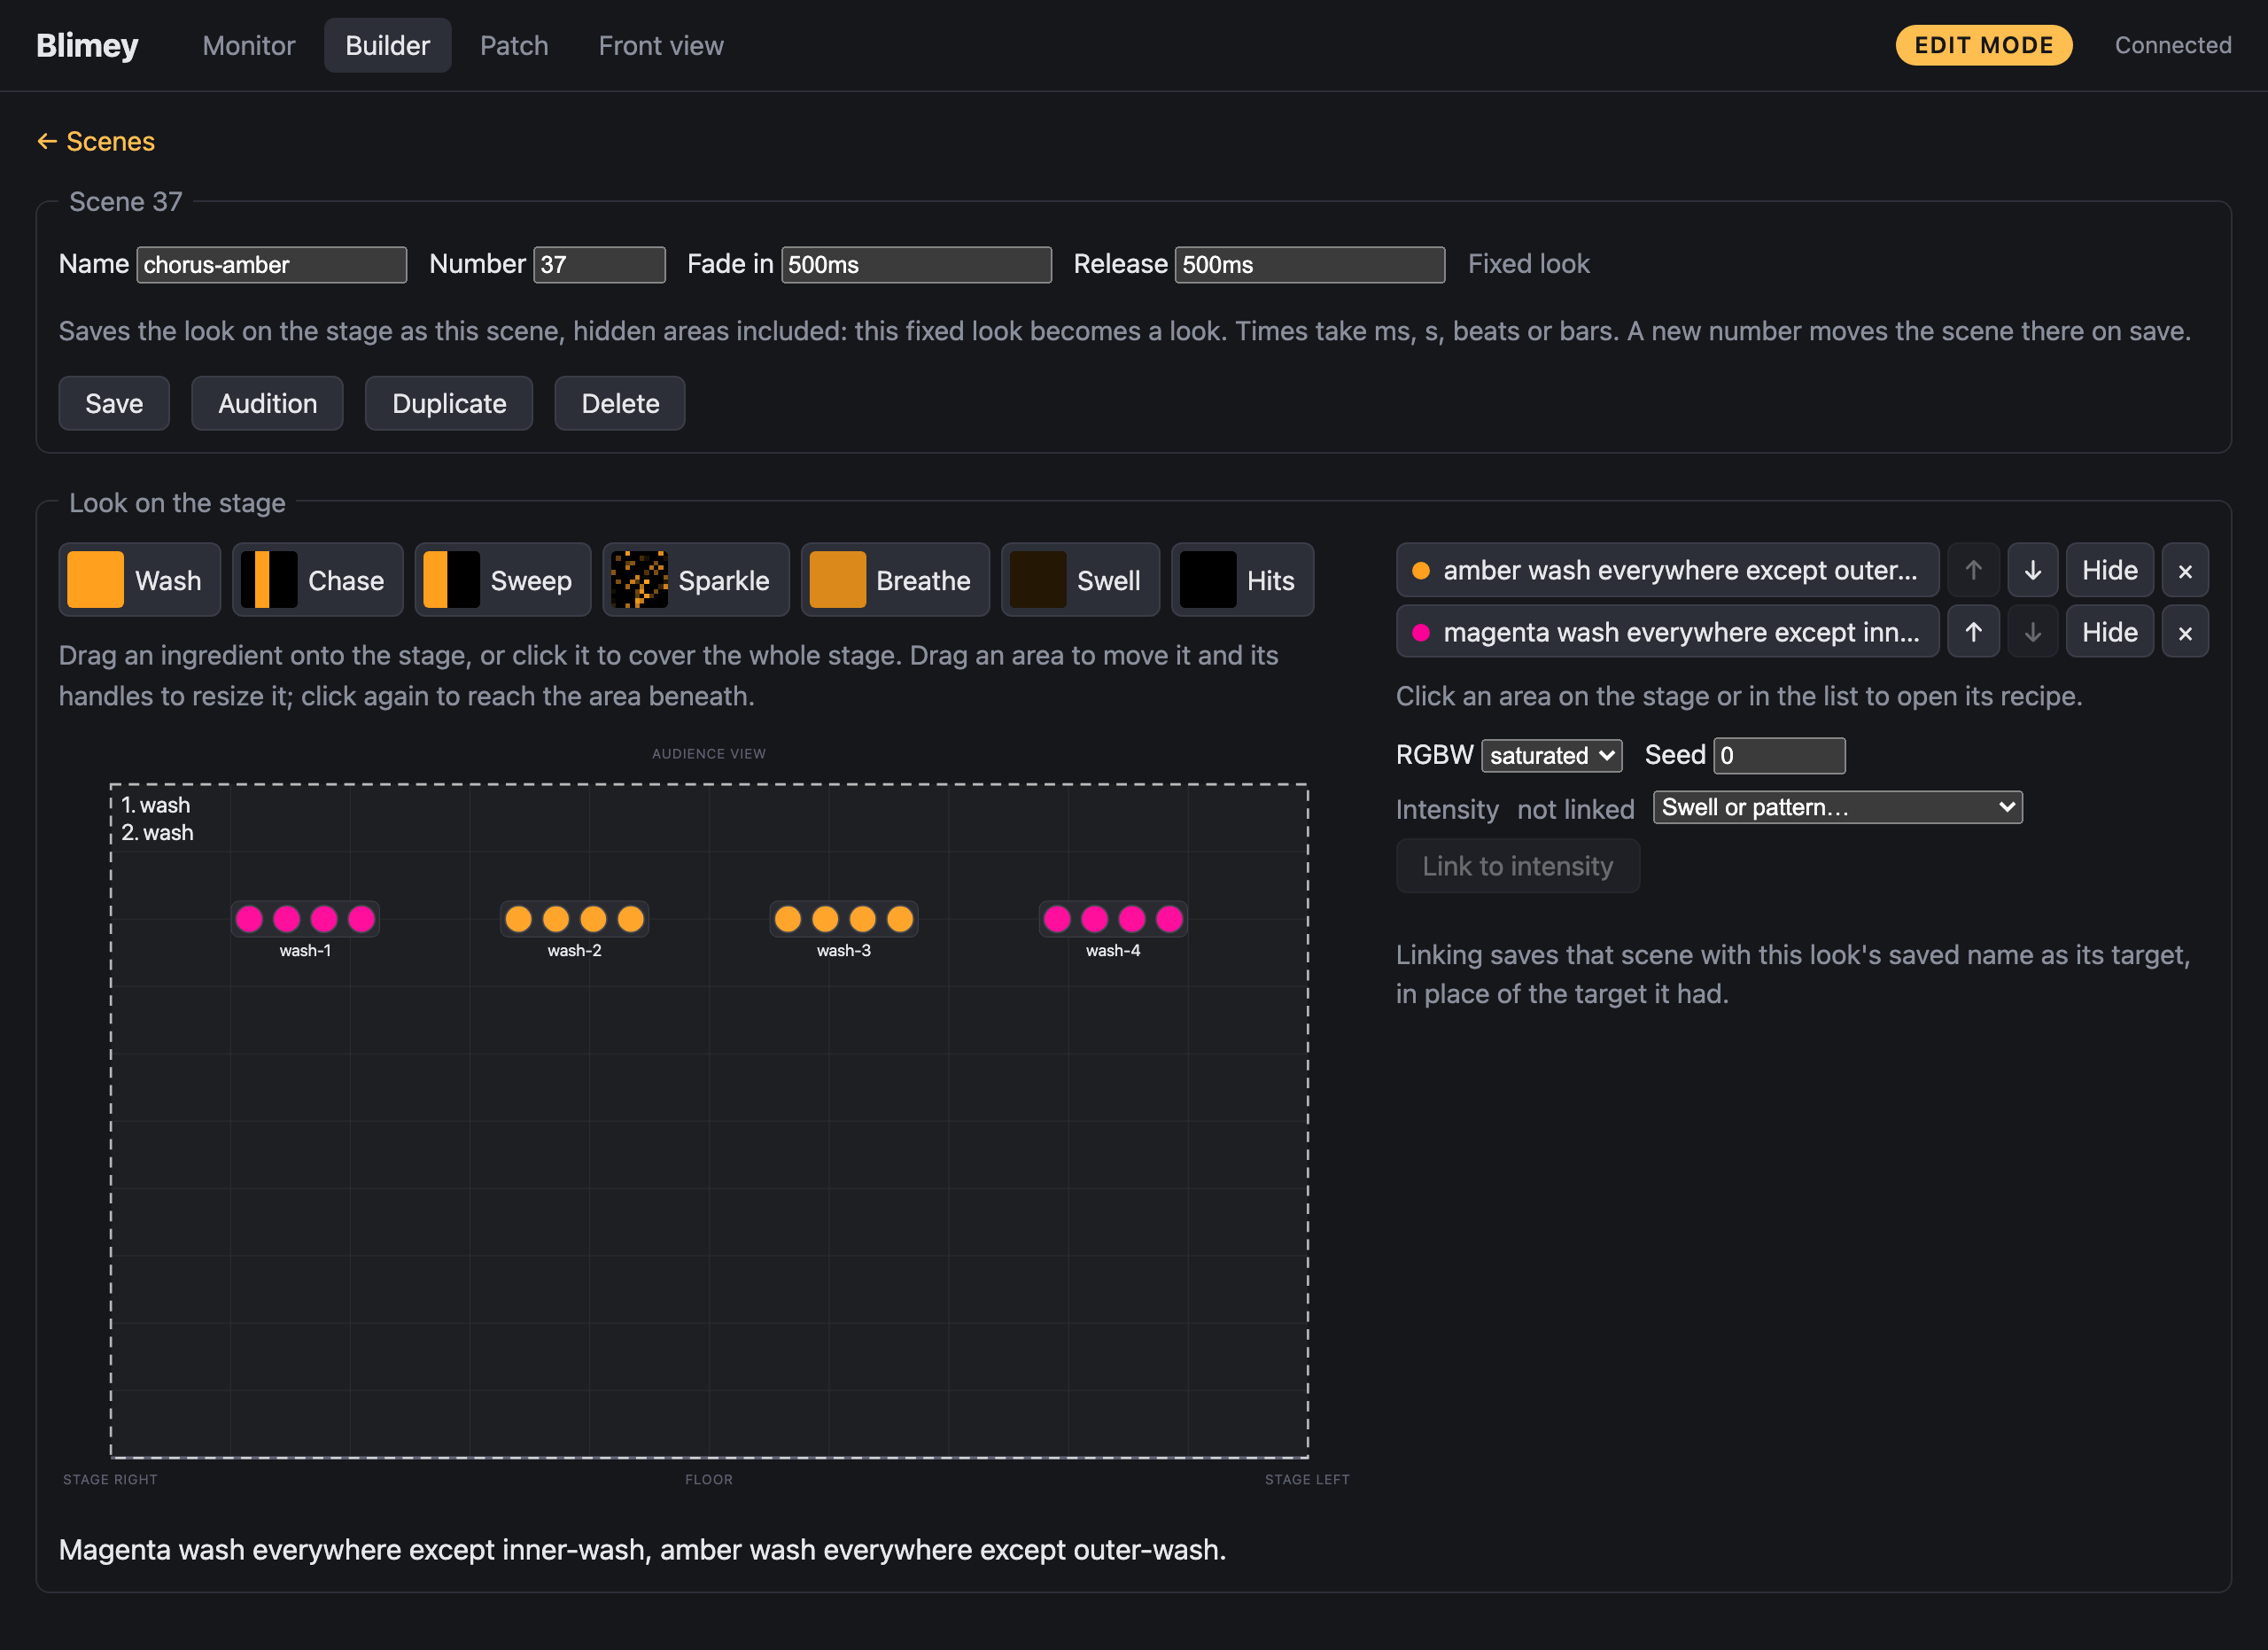 Blimey Monitor Builder Patch Front view EDIT MODE Connected
← Scenes
Scene 37
Name chorus-amber Number 37 Fade in 500ms Release 500ms Fixed look
Saves the look on the stage as this scene, hidden areas included: this fixed look becomes a look. Times take ms, s, beats or bars. A new number moves the scene there on save.
Save Audition Duplicate Delete
Look on the stage
Wash Chase Sweep Sparkle Breathe Swell Hits
Drag an ingredient onto the stage, or click it to cover the whole stage. Drag an area to move it and its
handles to resize it; click again to reach the area beneath.
AUDIENCE VIEW
1. wash
2. wash
wash-1 wash-2 wash-3 wash-4
STAGE RIGHT FLOOR STAGE LEFT
Magenta wash everywhere except inner-wash, amber wash everywhere except outer-wash.
amber wash everywhere except outer... ↑ ↓ Hide ×
magenta wash everywhere except inn... ↑ ↓ Hide ×
Click an area on the stage or in the list to open its recipe.
RGBW saturated Seed 0
Intensity not linked Swell or pattern...
Link to intensity
Linking saves that scene with this look's saved name as its target,
in place of the target it had.